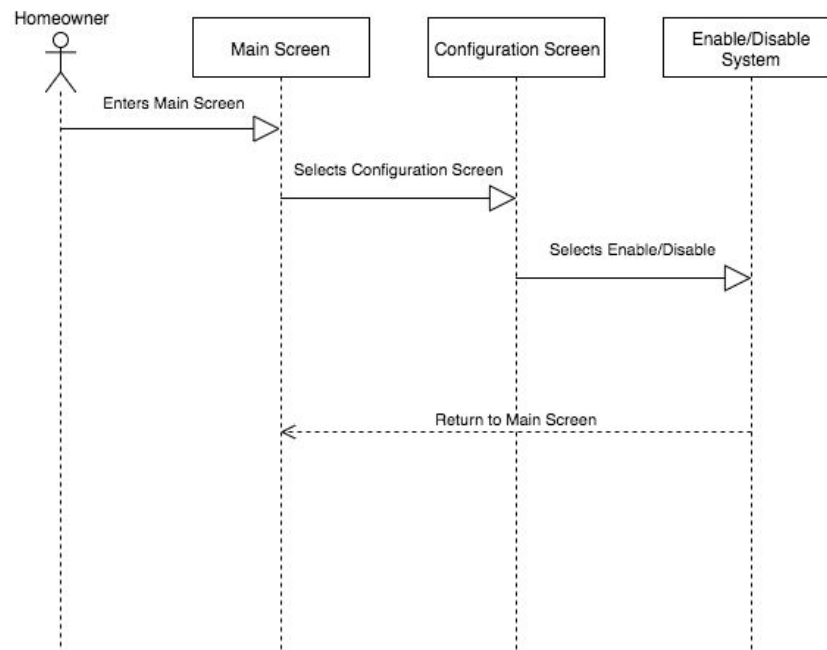 Homeowner
Main Screen
Configuration Screen
Enable/Disable
System
Enters Main Screen
Selects Configuration Screen
Selects Enable/Disable
Return to Main Screen